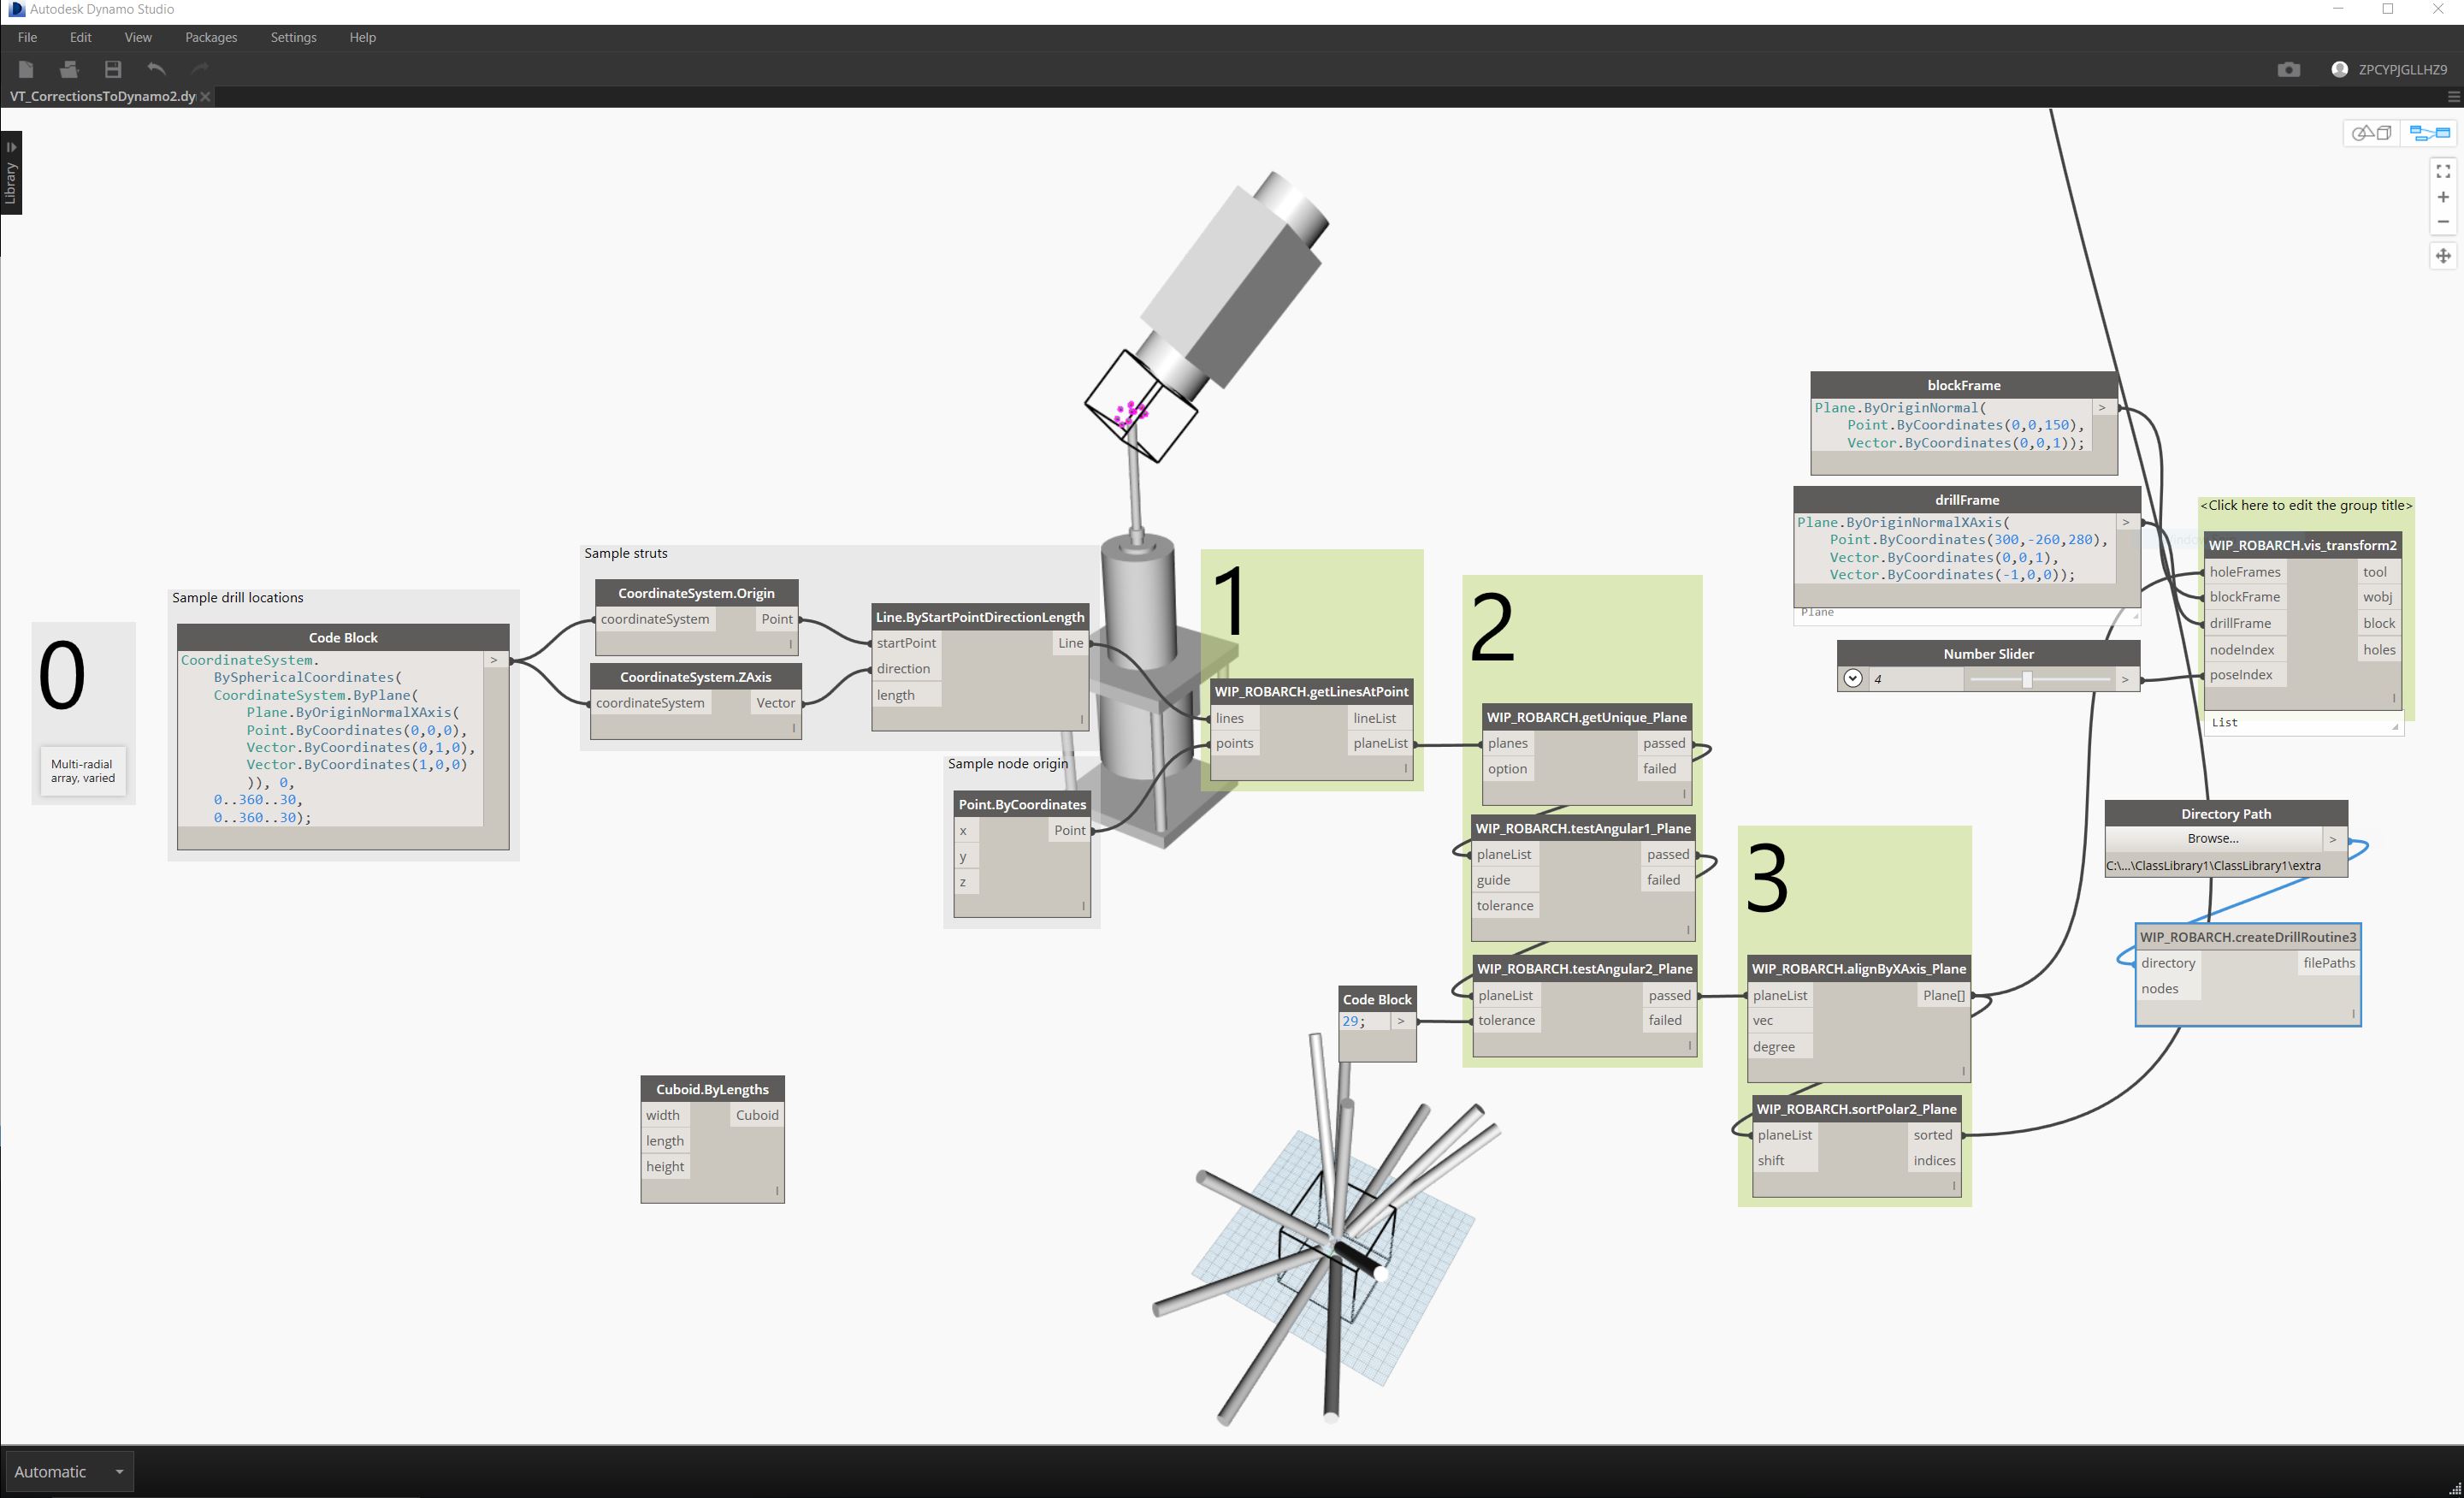 Autodesk Dynamo Studio
File Edit View Packages Settings Help
ZPCYPJGLLHZ9
VT_CorrectionsToDynamo2.dy
Library
0
Multi-radial
array, varied
Sample drill locations
Code Block
CoordinateSystem.
BySphericalCoordinates(
CoordinateSystem.ByPlane(
Plane.ByOriginNormalXAxis(
Point.ByCoordinates(0,0,0),
Vector.ByCoordinates(0,1,0),
Vector.ByCoordinates(1,0,0)
)), 0,
0..360..30,
0..360..30);
>
Sample struts
CoordinateSystem.Origin
coordinateSystem Point
CoordinateSystem.ZAxis
coordinateSystem Vector
Line.ByStartPointDirectionLength
startPoint Line
direction
length
Sample node origin
Point.ByCoordinates
x Point
y
z
Cuboid.ByLengths
width Cuboid
length
height
1
WIP_ROBARCH.getLinesAtPoint
lines lineList
points planeList
2
WIP_ROBARCH.getUnique_Plane
planes passed
option failed
WIP_ROBARCH.testAngular1_Plane
planeList passed
guide failed
tolerance
WIP_ROBARCH.testAngular2_Plane
planeList passed
tolerance failed
Code Block
29; >
3
WIP_ROBARCH.alignByXAxis_Plane
planeList Plane[]
vec
degree
WIP_ROBARCH.sortPolar2_Plane
planeList sorted
shift indices
blockFrame
Plane.ByOriginNormal( >
Point.ByCoordinates(0,0,150),
Vector.ByCoordinates(0,0,1));
drillFrame
Plane.ByOriginNormalXAxis( >
Point.ByCoordinates(300,-260,280),
Vector.ByCoordinates(0,0,1),
Vector.ByCoordinates(-1,0,0));
Plane
Number Slider
4 >
<Click here to edit the group title>
WIP_ROBARCH.vis_transform2
holeFrames tool
blockFrame wobj
drillFrame block
nodeIndex holes
poseIndex
List
Directory Path
Browse... >
C:\...\ClassLibrary1\ClassLibrary1\extra
WIP_ROBARCH.createDrillRoutine3
directory filePaths
nodes
Automatic